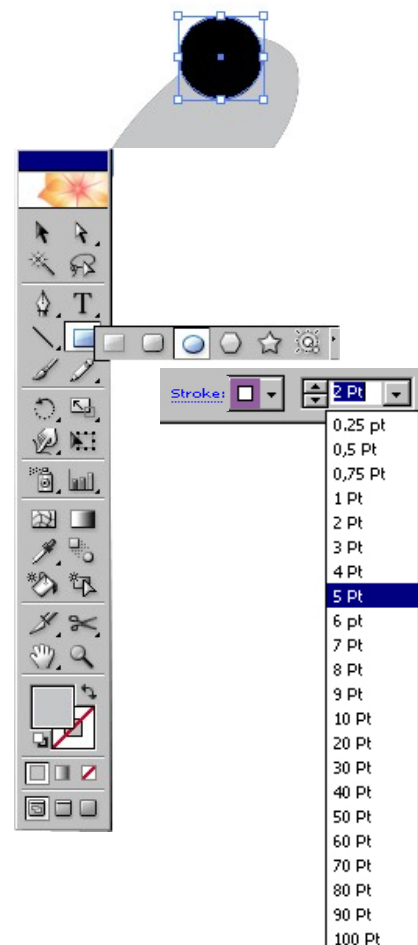 T
Stroke:
2 Pt
0.25 pt
0,5 Pt
0,75 Pt
1 Pt
2 Pt
3 Pt
4 Pt
5 Pt
6 pt
7 Pt
8 Pt
9 Pt
10 Pt
20 Pt
30 Pt
40 Pt
50 Pt
60 Pt
70 Pt
80 Pt
90 Pt
100 Pt